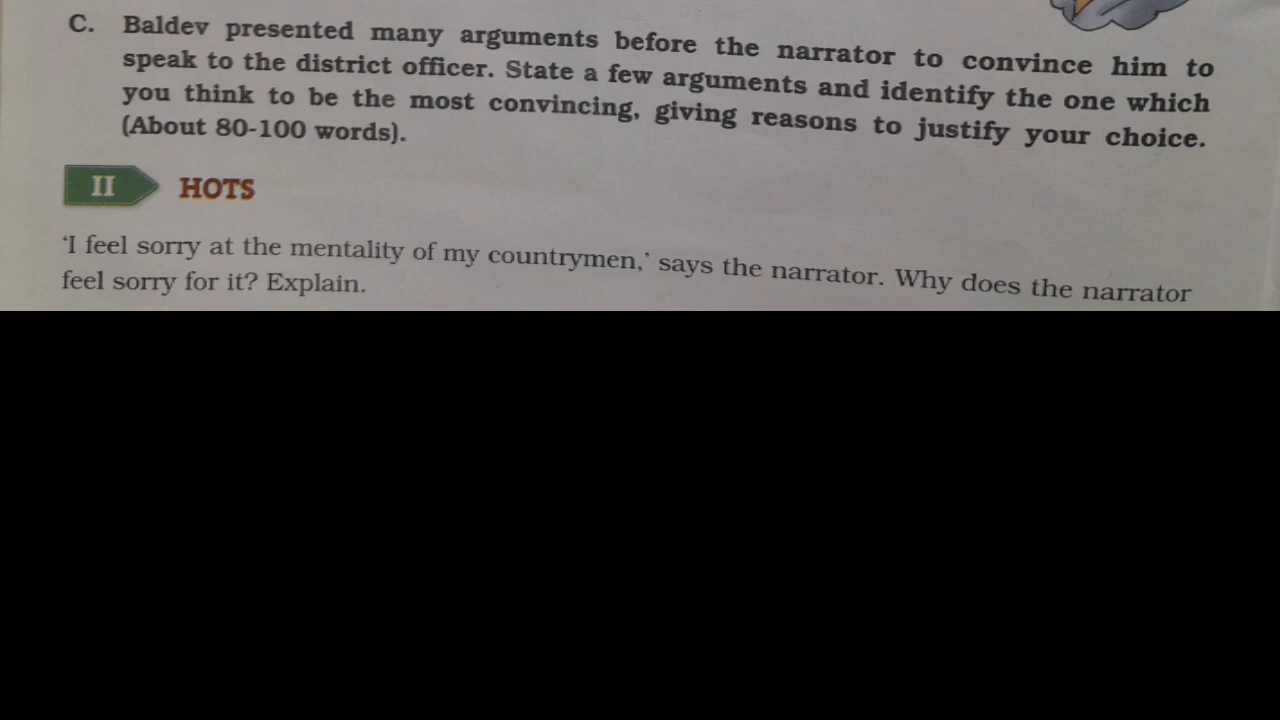 C. Baldev presented many arguments before the narrator to convince him to
speak to the district officer. State a few arguments and identify the one which
you think to be the most convincing, giving reasons to justify your choice.
(About 80-100 words).
II HOTS
‘I feel sorry at the mentality of my countrymen,’ says the narrator. Why does the narrator
feel sorry for it? Explain.